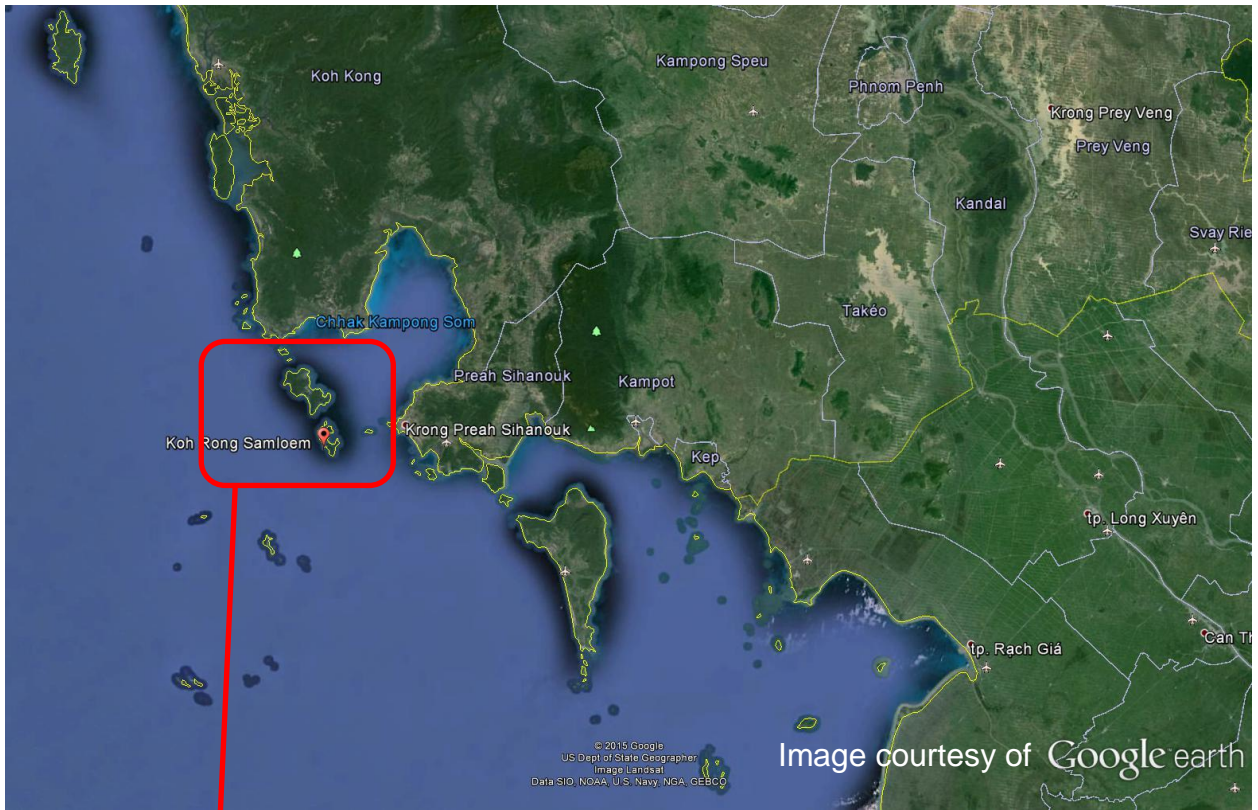 Koh Kong
Kampong Speu
Phnom Penh
Krong Prey Veng
Prey Veng
Kandal
Svay Rie
Chhak Kampong Som
Takéo
Preah Sihanouk
Kampot
Koh Rong Samloem
Krong Preah Sihanouk
Kep
tp. Long Xuyên
Can Th
tp. Rạch Giá
© 2015 Google
US Dept of State Geographer
Image Landsat
Data SIO, NOAA, U.S. Navy, NGA, GEBCO
Image courtesy of Google earth